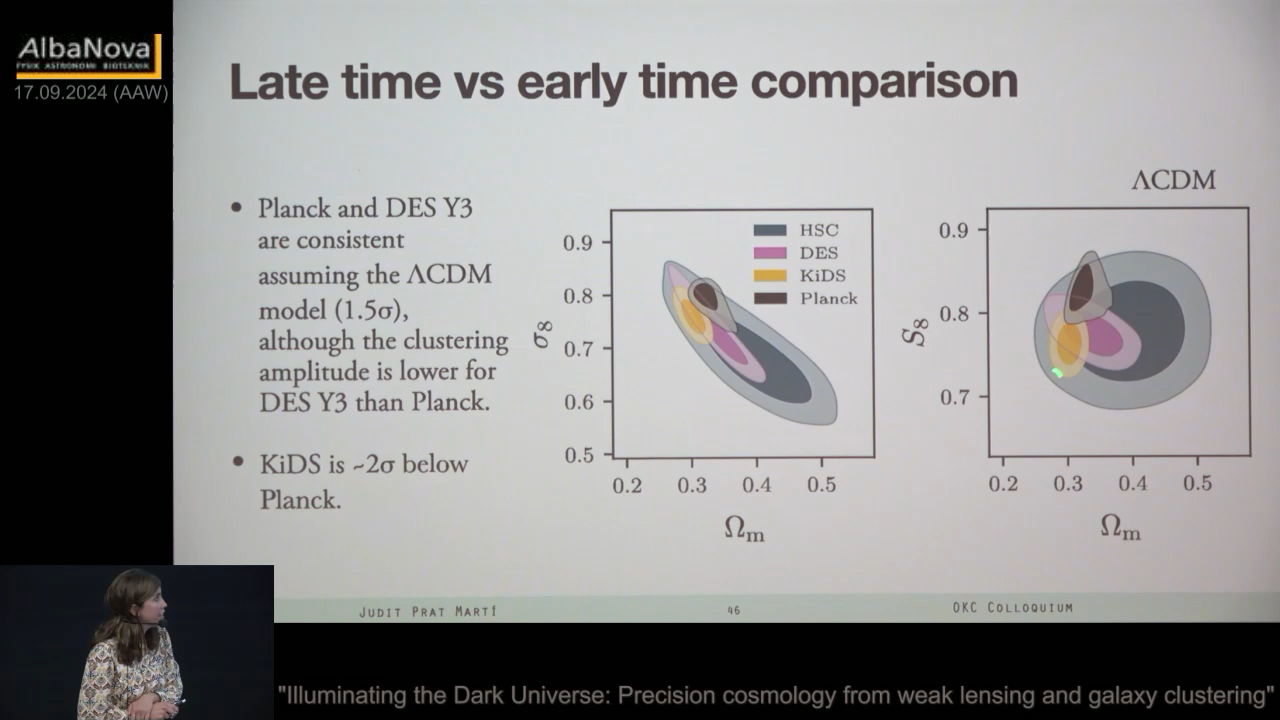 AlbaNova
FYSIK ASTRONOMI BIOTEKNIK
17.09.2024 (AAW)
Late time vs early time comparison
• Planck and DES Y3
are consistent
assuming the ΛCDM
model (1.5σ),
although the clustering
amplitude is lower for
DES Y3 than Planck.
• KiDS is ~2σ below
Planck.
σ8
0.9
0.8
0.7
0.6
0.5
0.2 0.3 0.4 0.5
Ωm
HSC
DES
KiDS
Planck
ΛCDM
S8
0.9
0.8
0.7
0.2 0.3 0.4 0.5
Ωm
JUDIT PRAT MARTÍ
46
OKC COLLOQUIUM
"Illuminating the Dark Universe: Precision cosmology from weak lensing and galaxy clustering"